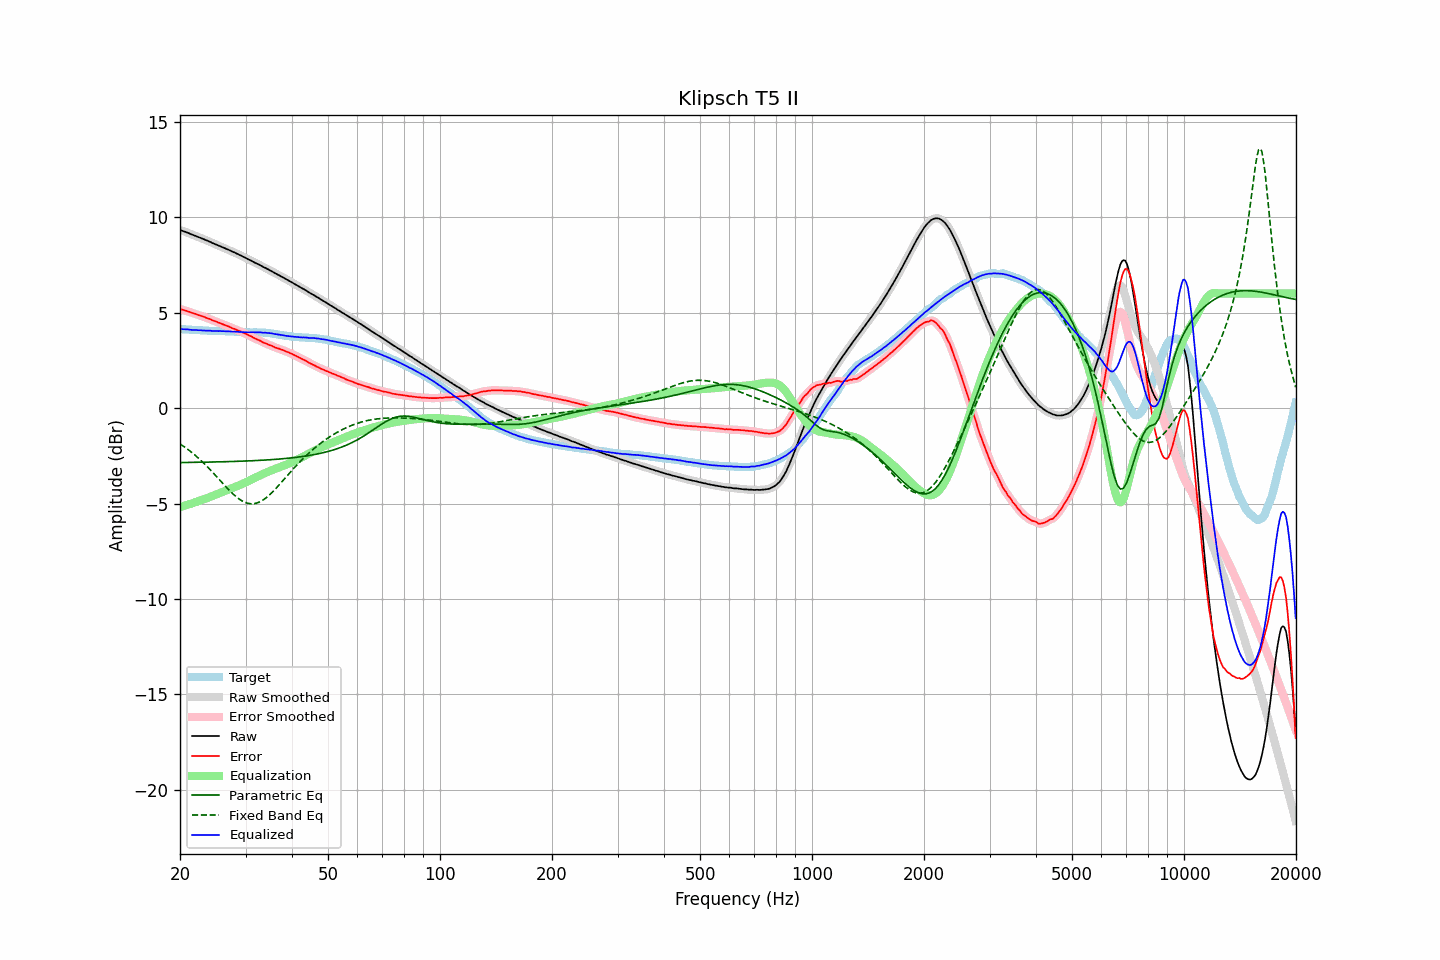 Klipsch T5 II
15
10
5
0
−5
−10
−15
−20
Amplitude (dBr)
Target
Raw Smoothed
Error Smoothed
Raw
Error
Equalization
Parametric Eq
Fixed Band Eq
Equalized
20 50 100 200 500 1000 2000 5000 10000 20000
Frequency (Hz)